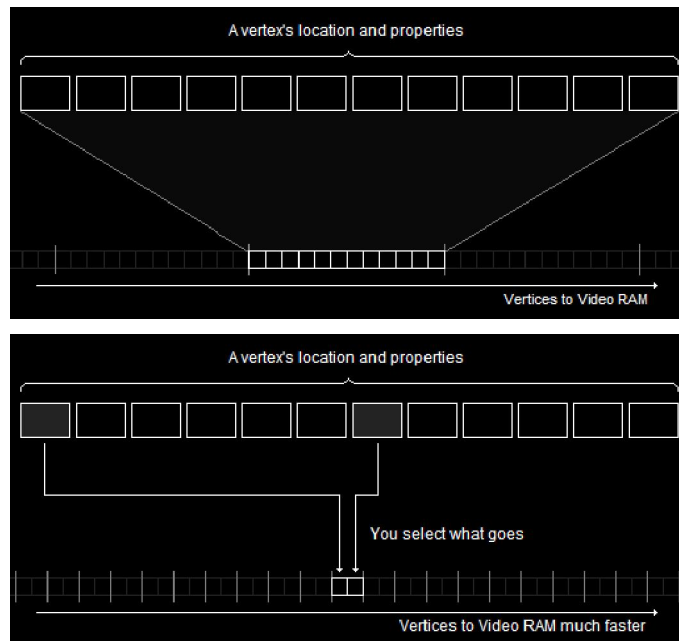 A vertex's location and properties
Vertices to Video RAM
A vertex's location and properties
You select what goes
Vertices to Video RAM much faster